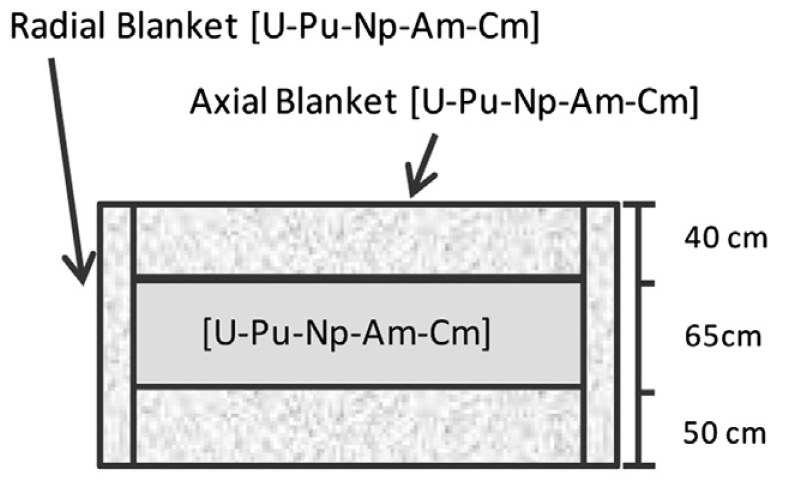 Radial Blanket [U-Pu-Np-Am-Cm]
Axial Blanket [U-Pu-Np-Am-Cm]
40 cm
[U-Pu-Np-Am-Cm]
65cm
50 cm